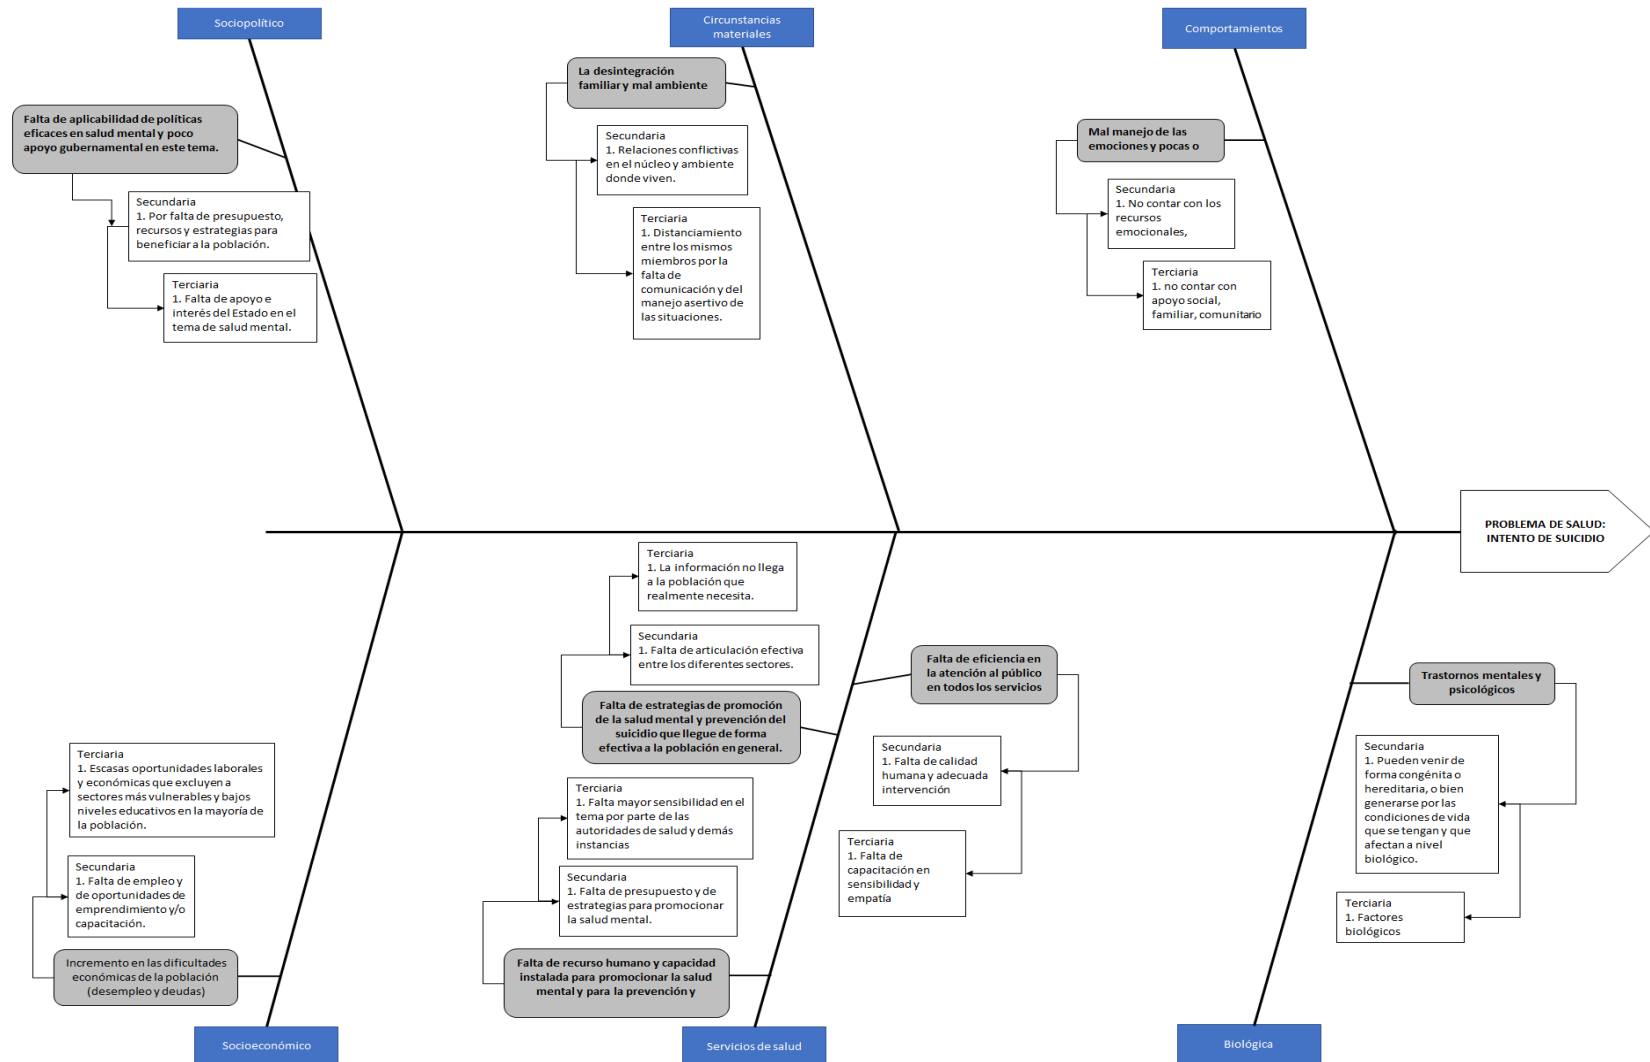 Sociopolítico
Circunstancias
materiales
Comportamientos
Falta de aplicabilidad de políticas
eficaces en salud mental y poco
apoyo gubernamental en este tema.
Secundaria
1. Por falta de presupuesto,
recursos y estrategias para
beneficiar a la población.
Terciaria
1. Falta de apoyo e
interés del Estado en el
tema de salud mental.
La desintegración
familiar y mal ambiente
Secundaria
1. Relaciones conflictivas
en el núcleo y ambiente
donde viven.
Terciaria
1. Distanciamiento
entre los mismos
miembros por la
falta de
comunicación y del
manejo asertivo de
las situaciones.
Mal manejo de las
emociones y pocas o
Secundaria
1. No contar con los
recursos
emocionales,
Terciaria
1. no contar con
apoyo social,
familiar, comunitario
PROBLEMA DE SALUD:
INTENTO DE SUICIDIO
Terciaria
1. Escasas oportunidades laborales
y económicas que excluyen a
sectores más vulnerables y bajos
niveles educativos en la mayoría de
la población.
Secundaria
1. Falta de empleo y
de oportunidades de
emprendimiento y/o
capacitación.
Incremento en las dificultades
económicas de la población
(desempleo y deudas)
Terciaria
1. La información no llega
a la población que
realmente necesita.
Secundaria
1. Falta de articulación efectiva
entre los diferentes sectores.
Falta de estrategias de promoción
de la salud mental y prevención del
suicidio que llegue de forma
efectiva a la población en general.
Terciaria
1. Falta mayor sensibilidad en el
tema por parte de las
autoridades de salud y demás
instancias
Secundaria
1. Falta de presupuesto y de
estrategias para promocionar
la salud mental.
Falta de recurso humano y capacidad
instalada para promocionar la salud
mental y para la prevención y
Falta de eficiencia en
la atención al público
en todos los servicios
Secundaria
1. Falta de calidad
humana y adecuada
intervención
Terciaria
1. Falta de
capacitación en
sensibilidad y
empatía
Trastornos mentales y
psicológicos
Secundaria
1. Pueden venir de
forma congénita o
hereditaria, o bien
generarse por las
condiciones de vida
que se tengan y que
afectan a nivel
biológico.
Terciaria
1. Factores
biológicos
Socioeconómico
Servicios de salud
Biológica